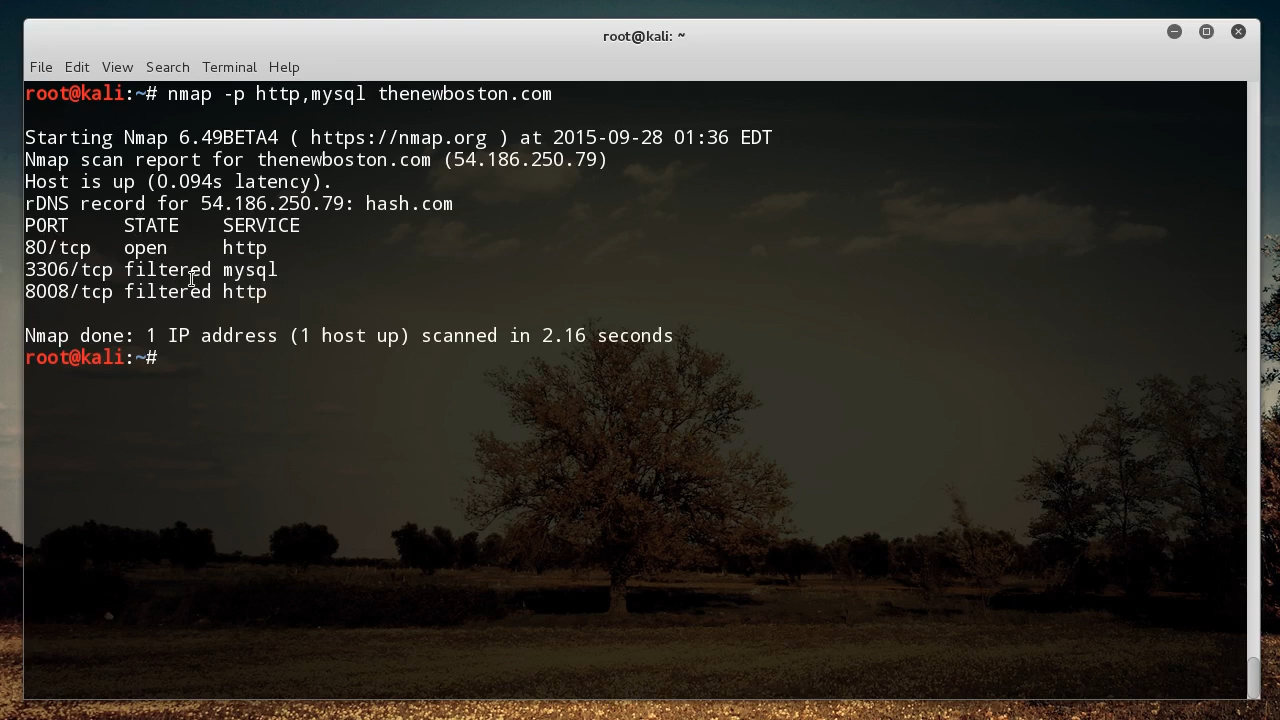 root@kali: ~
File Edit View Search Terminal Help
root@kali:~# nmap -p http,mysql thenewboston.com
Starting Nmap 6.49BETA4 ( https://nmap.org ) at 2015-09-28 01:36 EDT
Nmap scan report for thenewboston.com (54.186.250.79)
Host is up (0.094s latency).
rDNS record for 54.186.250.79: hash.com
PORT     STATE    SERVICE
80/tcp   open     http
3306/tcp filtered mysql
8008/tcp filtered http
Nmap done: 1 IP address (1 host up) scanned in 2.16 seconds
root@kali:~#